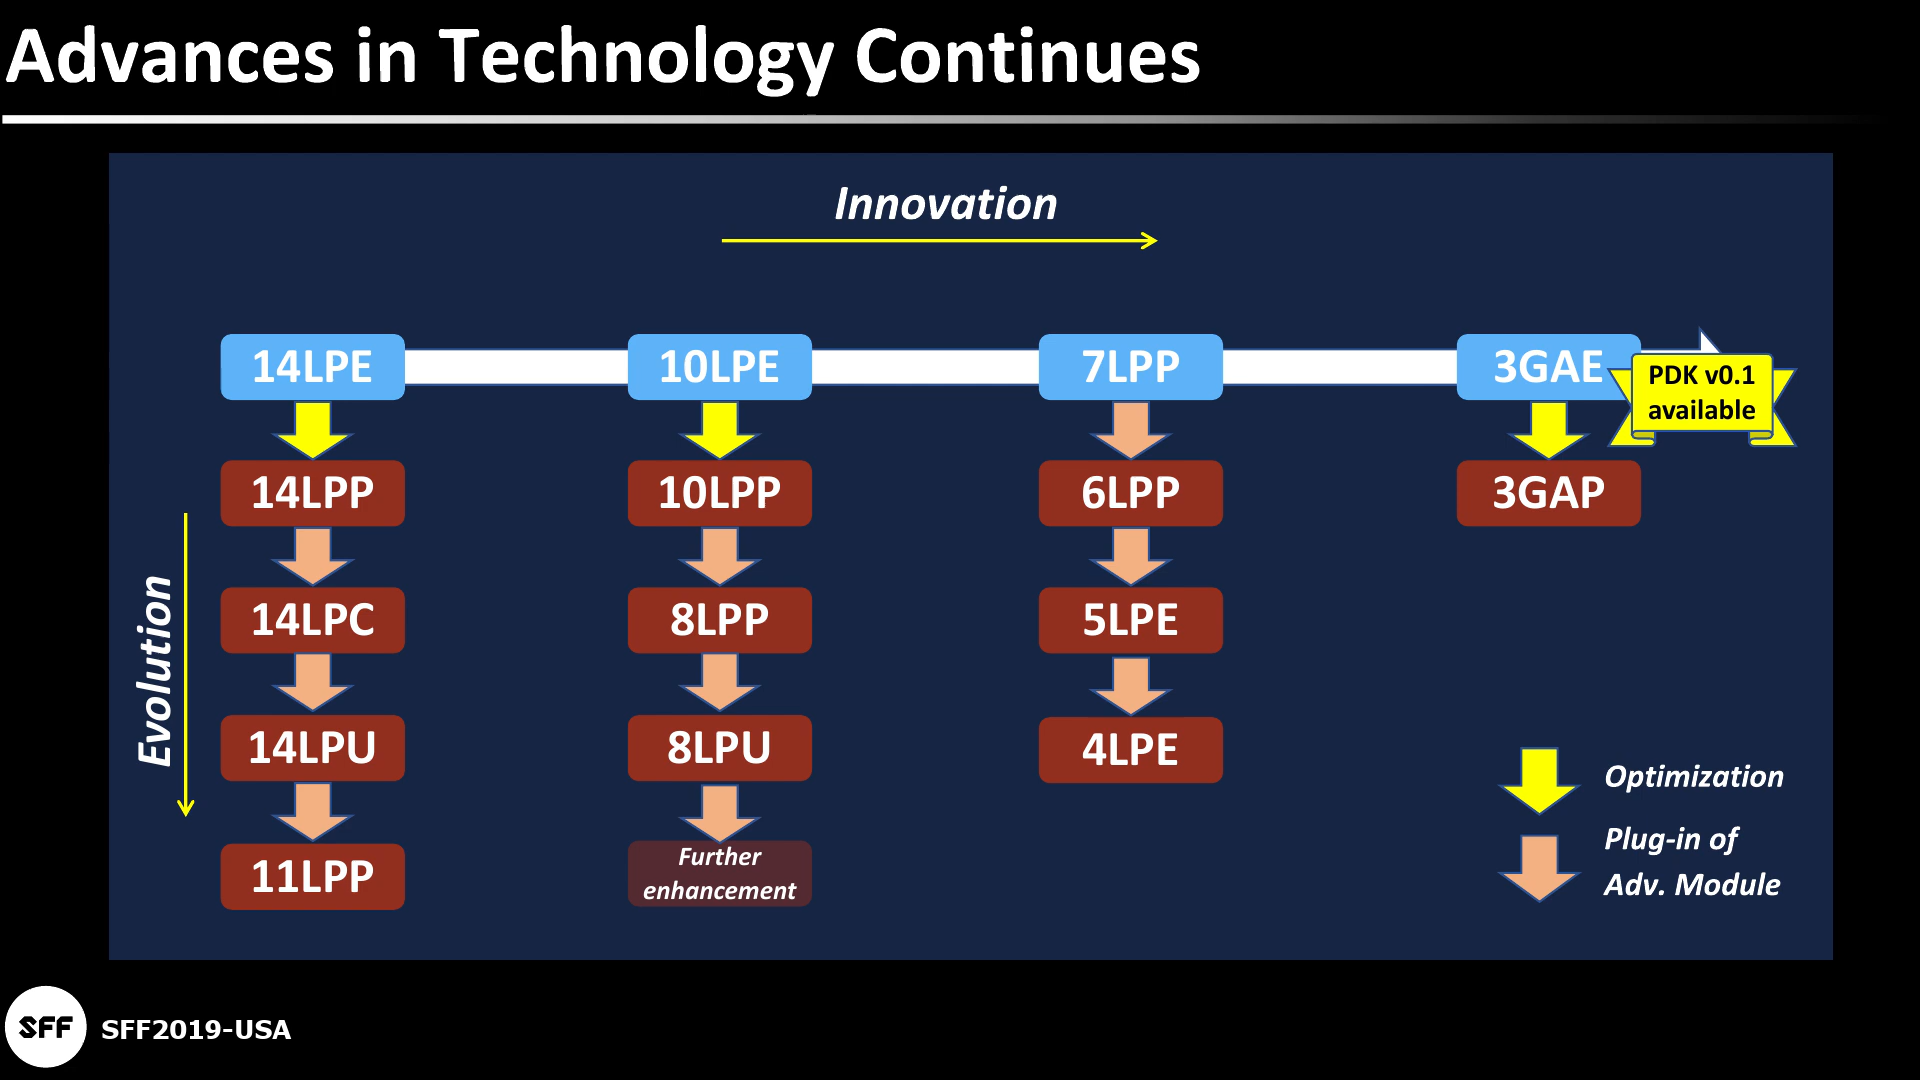 Advances in Technology Continues
Innovation
14LPE
10LPE
7LPP
3GAE
PDK v0.1
available
14LPP
10LPP
6LPP
3GAP
Evolution
14LPC
8LPP
5LPE
14LPU
8LPU
4LPE
11LPP
Further
enhancement
Optimization
Plug-in of
Adv. Module
SFF
SFF2019-USA